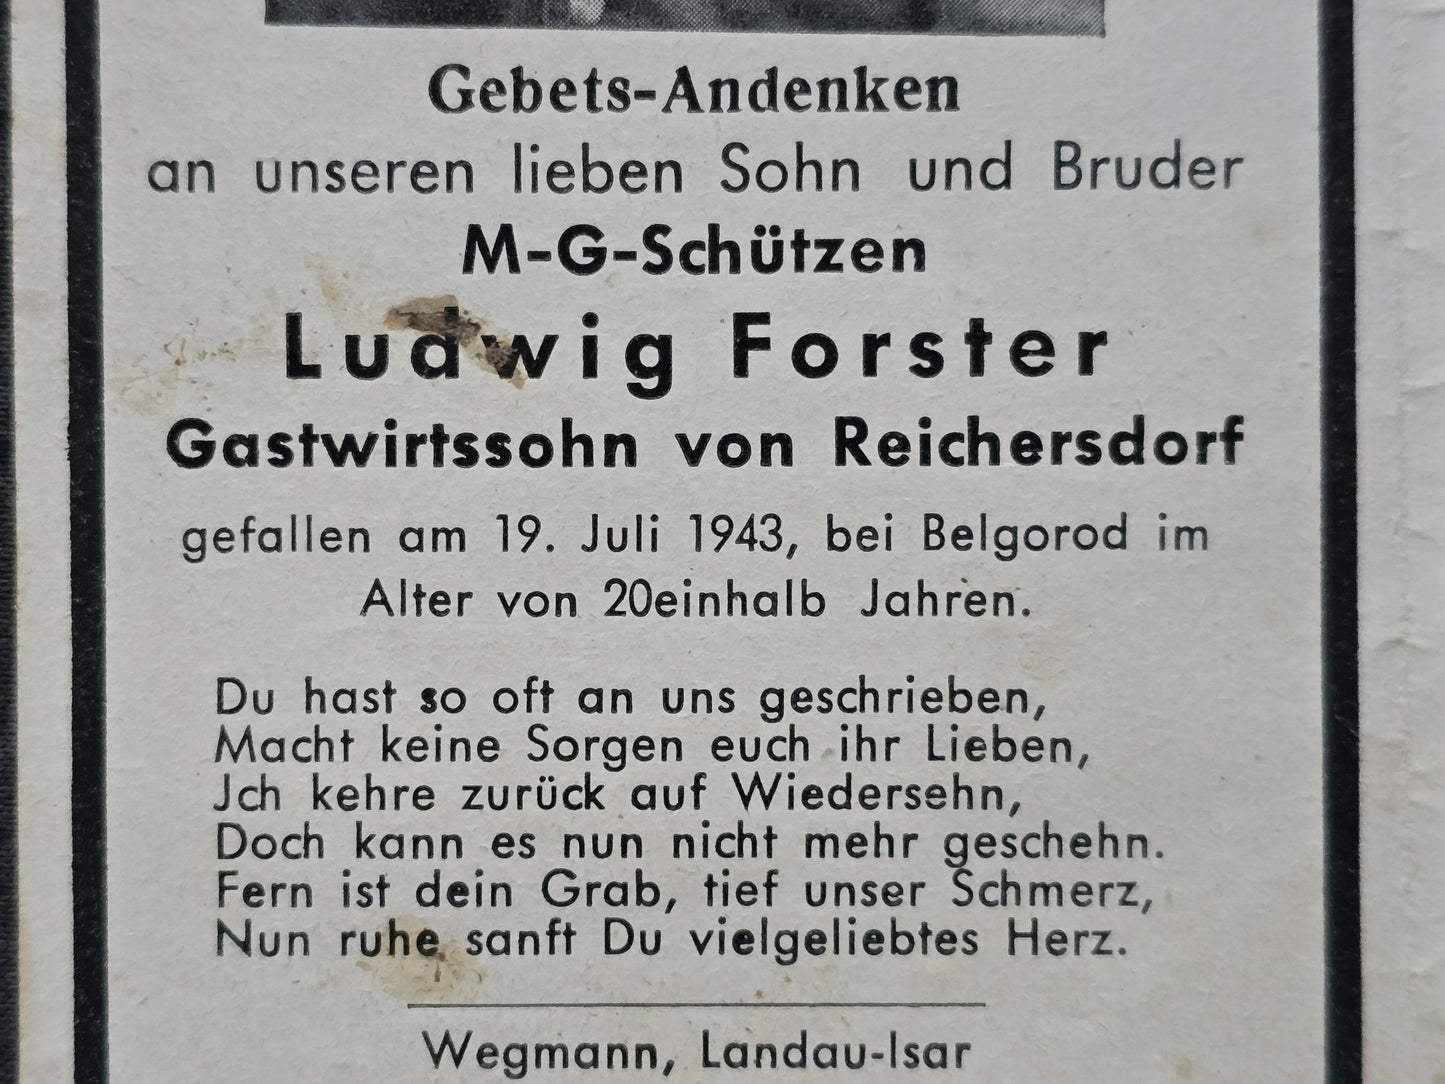 Gebets-Andenken
an unseren lieben Sohn und Bruder
M-G-Schützen
Ludwig Forster
Gastwirtssohn von Reichersdorf
gefallen am 19. Juli 1943, bei Belgorod im
Alter von 20einhalb Jahren.
Du hast so oft an uns geschrieben,
Macht keine Sorgen euch ihr Lieben,
Jch kehre zurück auf Wiedersehn,
Doch kann es nun nicht mehr geschehn.
Fern ist dein Grab, tief unser Schmerz,
Nun ruhe sanft Du vielgeliebtes Herz.
Wegmann, Landau-Isar